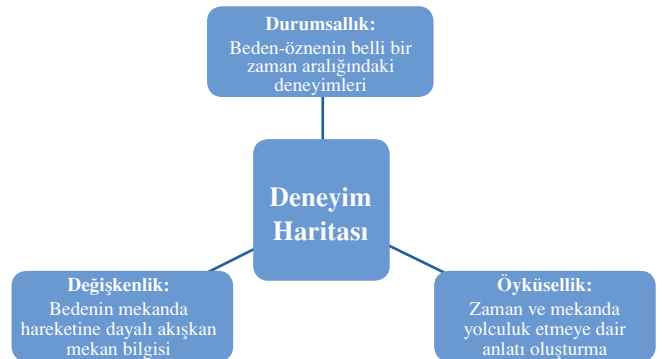 Durumsallık:
Beden-öznenin belli bir
zaman aralığındaki
deneyimleri
Deneyim
Haritası
Değişkenlik:
Bedenin mekanda
hareketine dayalı akışkan
mekan bilgisi
Öyküsellik:
Zaman ve mekanda
yolculuk etmeye dair
anlatı oluşturma